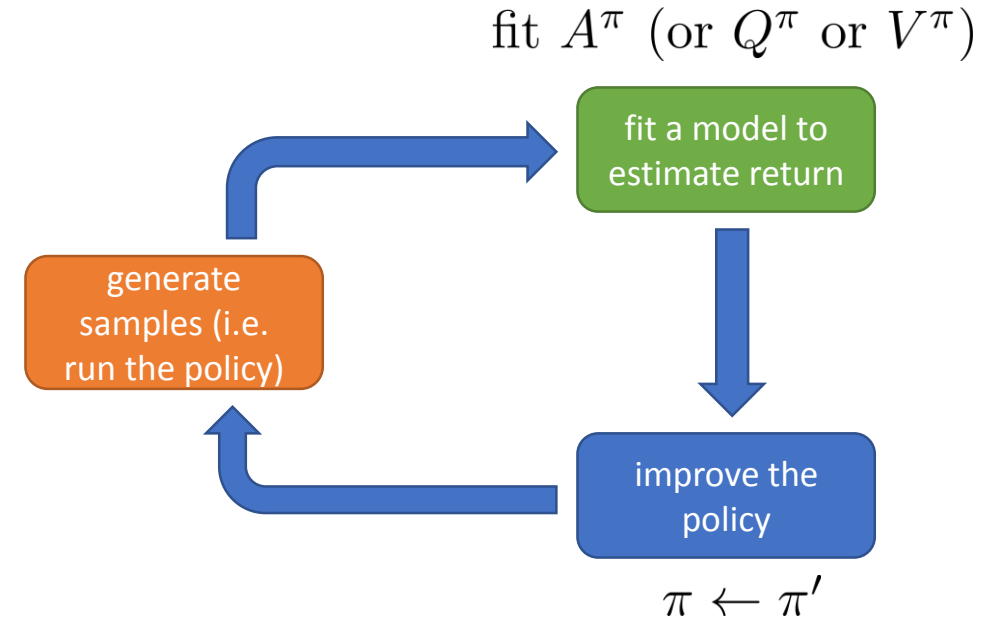 fit A^π (or Q^π or V^π)
fit a model to
estimate return
generate
samples (i.e.
run the policy)
improve the
policy
π ← π′